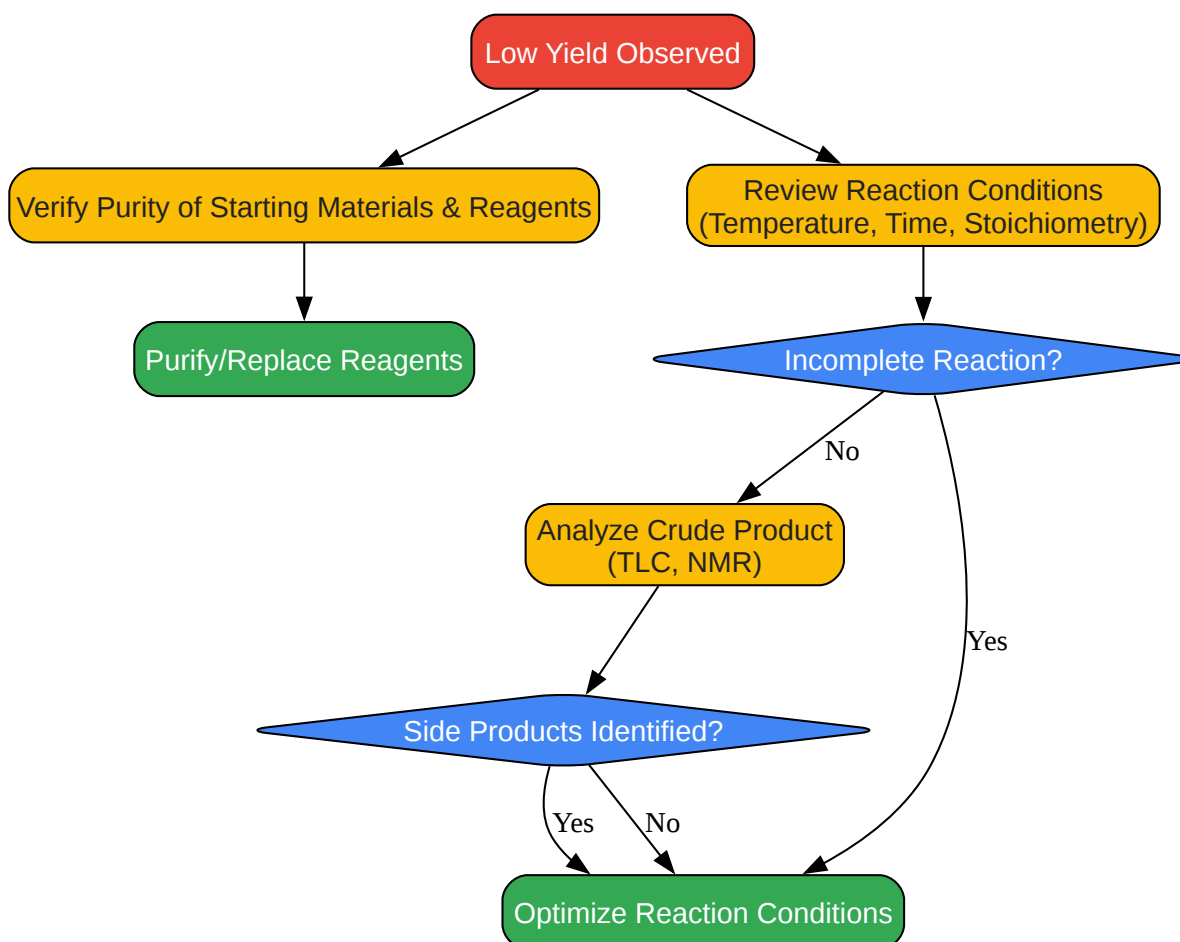 Low Yield Observed
Verify Purity of Starting Materials & Reagents
Review Reaction Conditions
(Temperature, Time, Stoichiometry)
Purify/Replace Reagents
Incomplete Reaction?
No
Analyze Crude Product
(TLC, NMR)
Yes
Side Products Identified?
Yes
No
Optimize Reaction Conditions